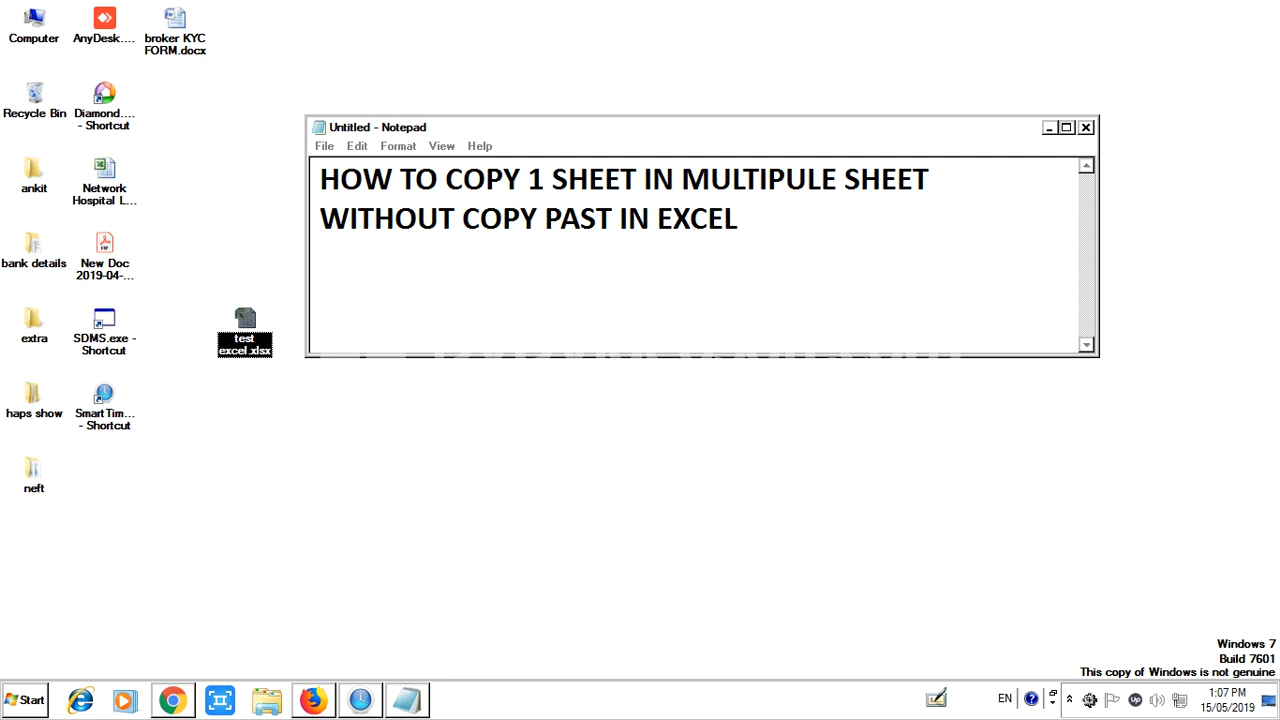 Computer
AnyDesk....
broker KYC
FORM.docx
Recycle Bin
Diamond....
- Shortcut
ankit
Network
Hospital L...
bank details
New Doc
2019-04-...
extra
SDMS.exe -
Shortcut
test
excel.xlsx
haps show
SmartTim...
- Shortcut
neft
Untitled - Notepad
File Edit Format View Help
HOW TO COPY 1 SHEET IN MULTIPULE SHEET
WITHOUT COPY PAST IN EXCEL
Windows 7
Build 7601
This copy of Windows is not genuine
Start
EN
1:07 PM
15/05/2019